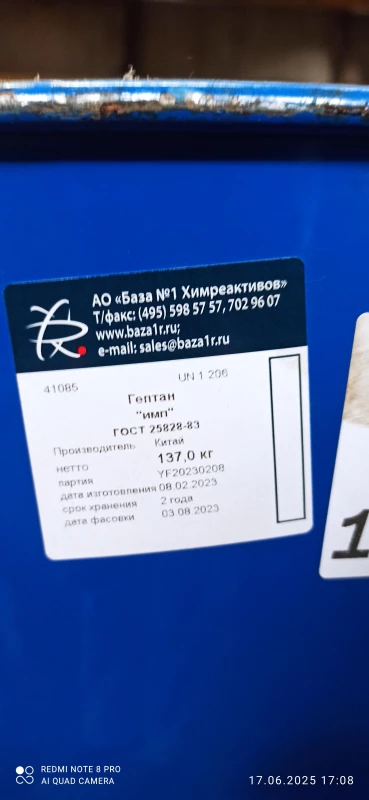 АО «База №1 Химреактивов»
Т/факс: (495) 598 57 57, 702 96 07
www.baza1r.ru;
e-mail: sales@baza1r.ru
41085 UN 1 206
Гептан
"имп"
ГОСТ 25828-83
Производитель Китай
нетто 137,0 кг
партия YF20230208
дата изготовления 08.02.2023
срок хранения 2 года
дата фасовки 03.08.2023
1
REDMI NOTE 8 PRO
AI QUAD CAMERA
17.06.2025 17:08